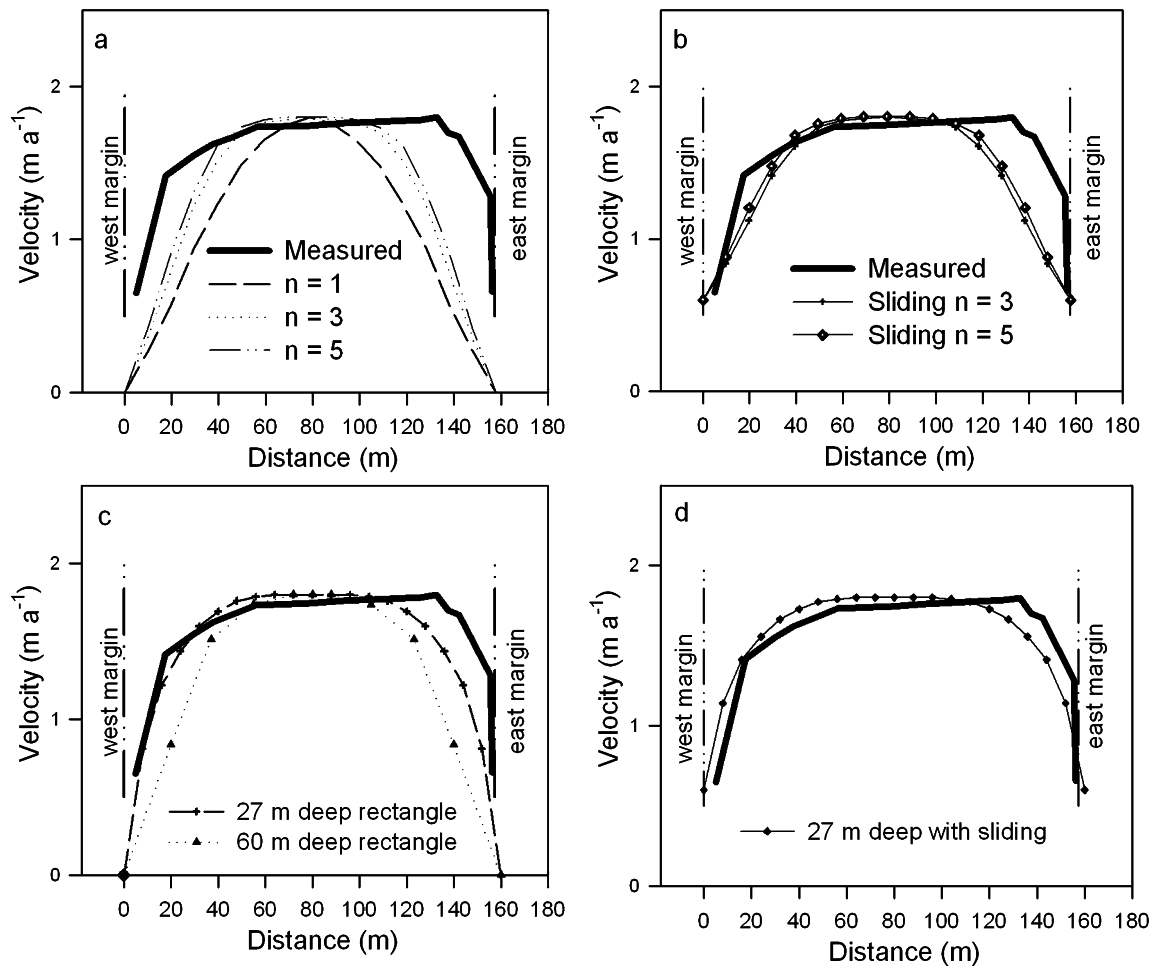 a
2
1
0
Velocity (m a⁻¹)
west margin
east margin
Measured
n = 1
n = 3
n = 5
0 20 40 60 80 100 120 140 160 180
Distance (m)
b
2
1
0
Velocity (m a⁻¹)
west margin
east margin
Measured
Sliding n = 3
Sliding n = 5
0 20 40 60 80 100 120 140 160 180
Distance (m)
c
2
1
0
Velocity (m a⁻¹)
west margin
east margin
27 m deep rectangle
60 m deep rectangle
0 20 40 60 80 100 120 140 160 180
Distance (m)
d
2
1
0
Velocity (m a⁻¹)
west margin
east margin
27 m deep with sliding
0 20 40 60 80 100 120 140 160 180
Distance (m)